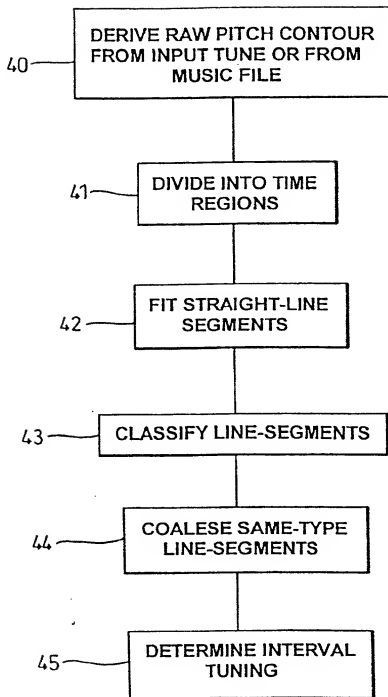 40
DERIVE RAW PITCH CONTOUR
FROM INPUT TUNE OR FROM
MUSIC FILE
41
DIVIDE INTO TIME
REGIONS
42
FIT STRAIGHT-LINE
SEGMENTS
43
CLASSIFY LINE-SEGMENTS
44
COALESE SAME-TYPE
LINE-SEGMENTS
45
DETERMINE INTERVAL
TUNING